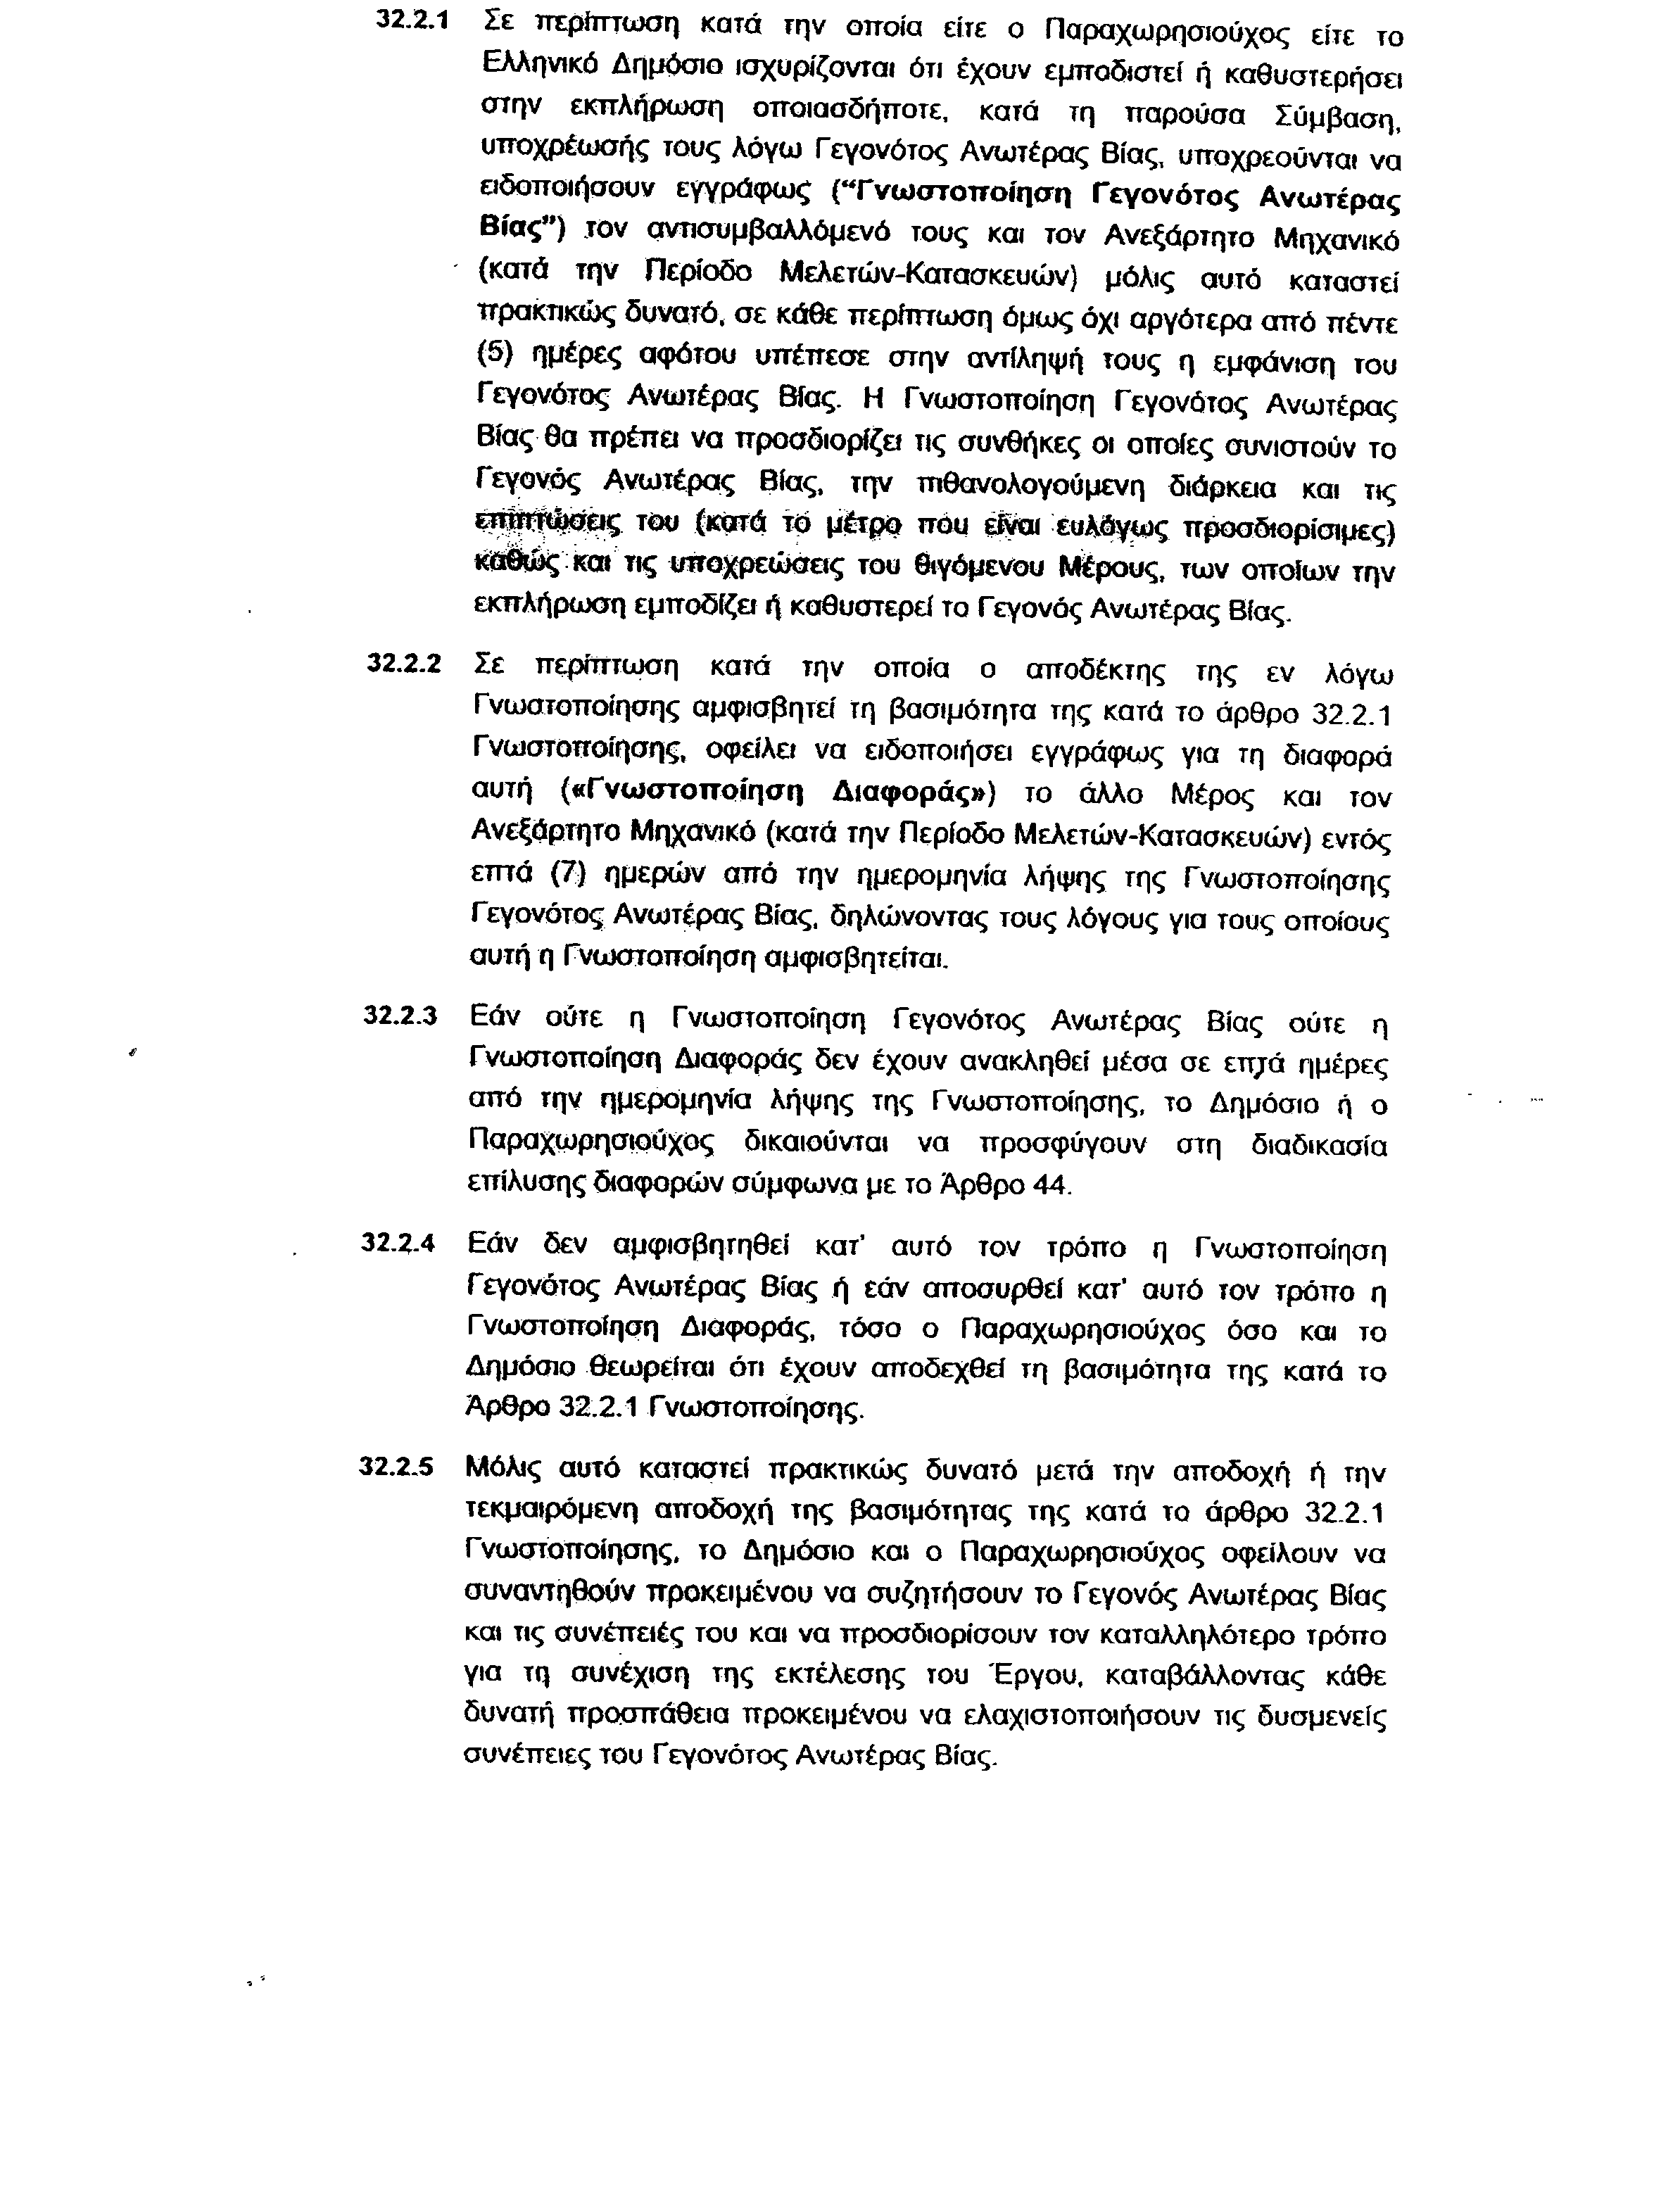 32.2.1 Σε περίπτωση κατά την οποία είτε ο Παραχωρησιούχος είτε το
Ελληνικό Δημόσιο ισχυρίζονται ότι έχουν εμποδιστεί ή καθυστερήσει
στην εκπλήρωση οποιασδήποτε, κατά τη παρούσα Σύμβαση,
υποχρέωσής τους λόγω Γεγονότος Ανωτέρας Βίας, υποχρεούνται να
ειδοποιήσουν εγγράφως (“Γνωστοποίηση Γεγονότος Ανωτέρας
Βίας”) τον αντισυμβαλλόμενό τους και τον Ανεξάρτητο Μηχανικό
(κατά την Περίοδο Μελετών-Κατασκευών) μόλις αυτό καταστεί
πρακτικώς δυνατό, σε κάθε περίπτωση όμως όχι αργότερα από πέντε
(5) ημέρες αφότου υπέπεσε στην αντίληψή τους η εμφάνιση του
Γεγονότος Ανωτέρας Βίας. Η Γνωστοποίηση Γεγονότος Ανωτέρας
Βίας θα πρέπει να προσδιορίζει τις συνθήκες οι οποίες συνιστούν το
Γεγονός Ανωτέρας Βίας, την πιθανολογούμενη διάρκεια και τις
επιπτώσεις του (κατά το μέτρο που είναι ευλόγως προσδιορίσιμες)
καθώς και τις υποχρεώσεις του θιγόμενου Μέρους, των οποίων την
εκπλήρωση εμποδίζει ή καθυστερεί το Γεγονός Ανωτέρας Βίας.
32.2.2 Σε περίπτωση κατά την οποία ο αποδέκτης της εν λόγω
Γνωστοποίησης αμφισβητεί τη βασιμότητα της κατά το άρθρο 32.2.1
Γνωστοποίησης, οφείλει να ειδοποιήσει εγγράφως για τη διαφορά
αυτή («Γνωστοποίηση Διαφοράς») το άλλο Μέρος και τον
Ανεξάρτητο Μηχανικό (κατά την Περίοδο Μελετών-Κατασκευών) εντός
επτά (7) ημερών από την ημερομηνία λήψης της Γνωστοποίησης
Γεγονότος Ανωτέρας Βίας, δηλώνοντας τους λόγους για τους οποίους
αυτή η Γνωστοποίηση αμφισβητείται.
32.2.3 Εάν ούτε η Γνωστοποίηση Γεγονότος Ανωτέρας Βίας ούτε η
Γνωστοποίηση Διαφοράς δεν έχουν ανακληθεί μέσα σε επτά ημέρες
από την ημερομηνία λήψης της Γνωστοποίησης, το Δημόσιο ή ο
Παραχωρησιούχος δικαιούνται να προσφύγουν στη διαδικασία
επίλυσης διαφορών σύμφωνα με το Άρθρο 44.
32.2.4 Εάν δεν αμφισβητηθεί κατ’ αυτό τον τρόπο η Γνωστοποίηση
Γεγονότος Ανωτέρας Βίας ή εάν αποσυρθεί κατ’ αυτό τον τρόπο η
Γνωστοποίηση Διαφοράς, τόσο ο Παραχωρησιούχος όσο και το
Δημόσιο θεωρείται ότι έχουν αποδεχθεί τη βασιμότητα της κατά το
Άρθρο 32.2.1 Γνωστοποίησης.
32.2.5 Μόλις αυτό καταστεί πρακτικώς δυνατό μετά την αποδοχή ή την
τεκμαιρόμενη αποδοχή της βασιμότητας της κατά το άρθρο 32.2.1
Γνωστοποίησης, το Δημόσιο και ο Παραχωρησιούχος οφείλουν να
συναντηθούν προκειμένου να συζητήσουν το Γεγονός Ανωτέρας Βίας
και τις συνέπειές του και να προσδιορίσουν τον καταλληλότερο τρόπο
για τη συνέχιση της εκτέλεσης του Έργου, καταβάλλοντας κάθε
δυνατή προσπάθεια προκειμένου να ελαχιστοποιήσουν τις δυσμενείς
συνέπειες του Γεγονότος Ανωτέρας Βίας.